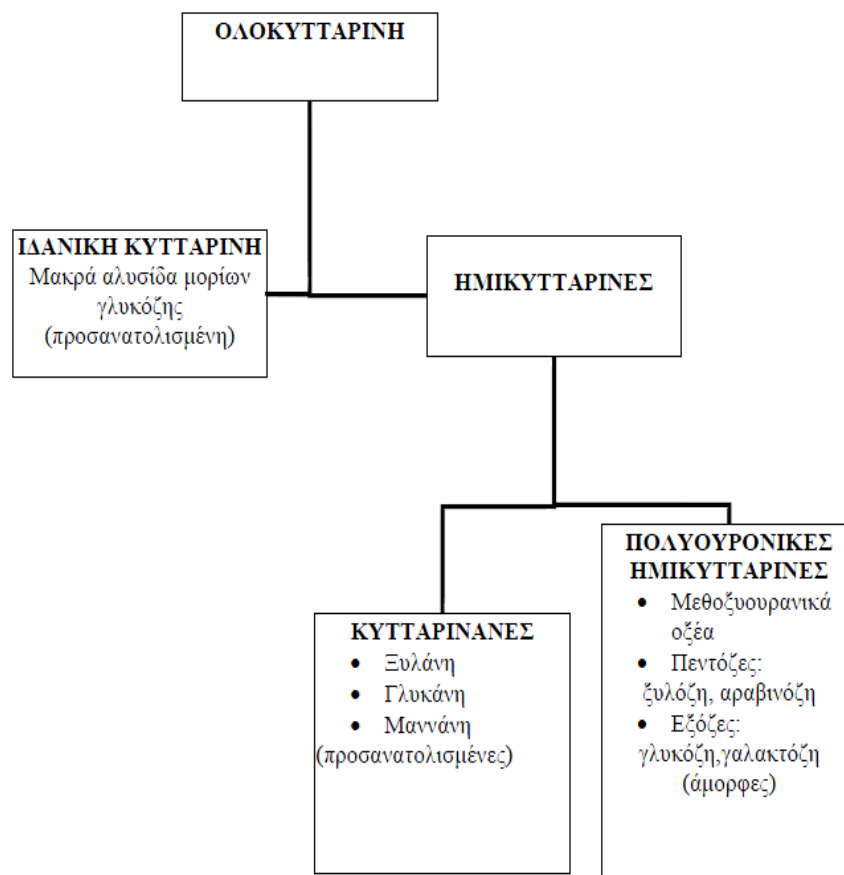 ΟΛΟΚΥΤΤΑΡΙΝΗ
ΙΔΑΝΙΚΗ ΚΥΤΤΑΡΙΝΗ
Μακρά αλυσίδα μορίων
γλυκόζης
(προσανατολισμένη)
ΗΜΙΚΥΤΤΑΡΙΝΕΣ
ΚΥΤΤΑΡΙΝΑΝΕΣ
• Ξυλάνη
• Γλυκάνη
• Μαννάνη
(προσανατολισμένες)
ΠΟΛΥΟΥΡΟΝΙΚΕΣ
ΗΜΙΚΥΤΤΑΡΙΝΕΣ
• Μεθοξυουρανικά
οξέα
• Πεντόζες:
ξυλόζη, αραβινόζη
• Εξόζες:
γλυκόζη,γαλακτόζη
(άμορφες)